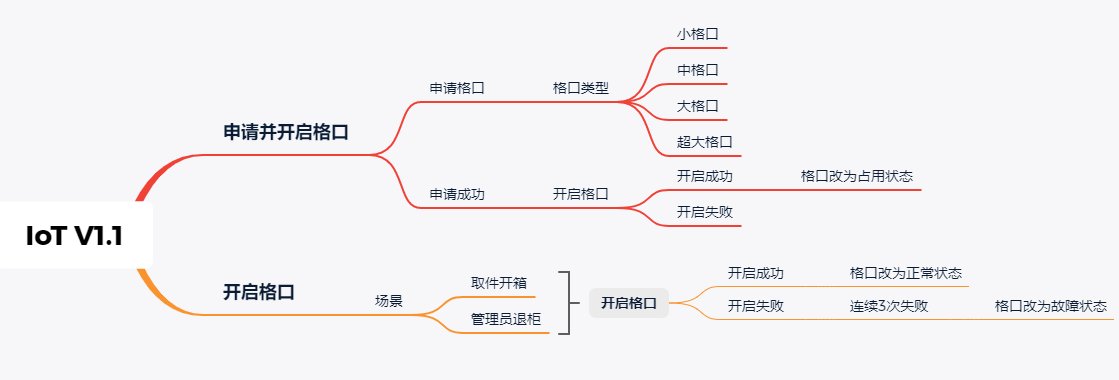 IoT V1.1
申请并开启格口
申请格口
格口类型
小格口
中格口
大格口
超大格口
申请成功
开启格口
开启成功
格口改为占用状态
开启失败
开启格口
场景
取件开箱
管理员退柜
开启格口
开启成功
格口改为正常状态
开启失败
连续3次失败
格口改为故障状态